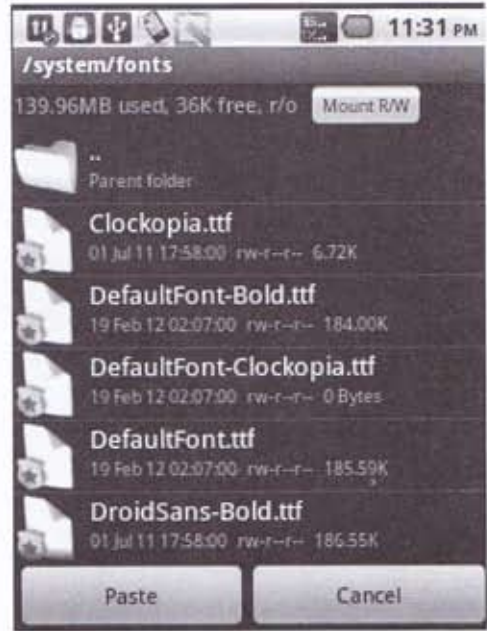 11:31 PM
/system/fonts
139.96MB used, 36K free, r/o Mount R/W
..
Parent folder
Clockopia.ttf
01 Jul 11 17:58:00 rw-r--r-- 6.72K
DefaultFont-Bold.ttf
19 Feb 12 02:07:00 rw-r--r-- 184.00K
DefaultFont-Clockopia.ttf
19 Feb 12 02:07:00 rw-r--r-- 0 Bytes
DefaultFont.ttf
19 Feb 12 02:07:00 rw-r--r-- 185.59K
DroidSans-Bold.ttf
01 Jul 11 17:58:00 rw-r--r-- 186.55K
Paste Cancel